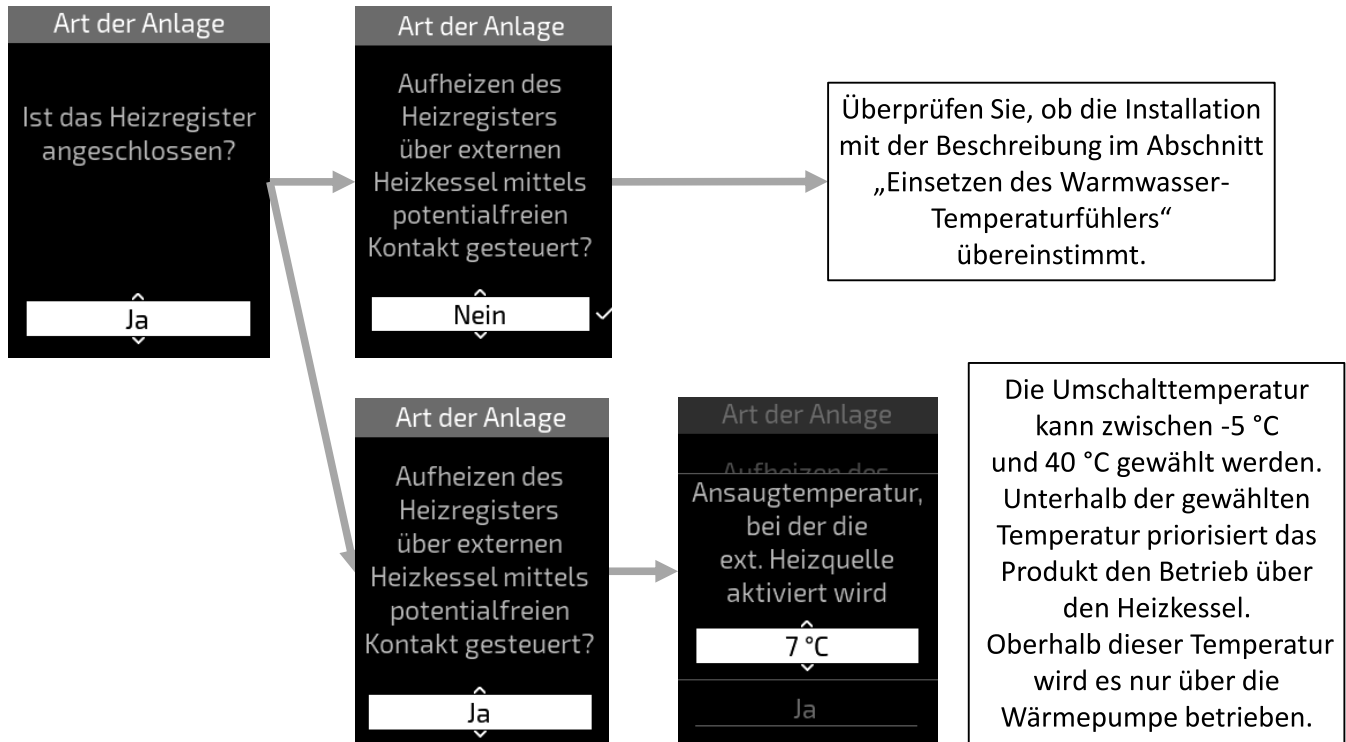 Art der Anlage
Ist das Heizregister
angeschlossen?
Ja
Art der Anlage
Aufheizen des
Heizregisters
über externen
Heizkessel mittels
potentialfreien
Kontakt gesteuert?
Nein
Überprüfen Sie, ob die Installation
mit der Beschreibung im Abschnitt
„Einsetzen des Warmwasser-
Temperaturfühlers“
übereinstimmt.
Art der Anlage
Aufheizen des
Heizregisters
über externen
Heizkessel mittels
potentialfreien
Kontakt gesteuert?
Ja
Art der Anlage
Aufheizen des
Ansaugtemperatur,
bei der die
ext. Heizquelle
aktiviert wird
7 °C
Ja
Die Umschalttemperatur
kann zwischen -5 °C
und 40 °C gewählt werden.
Unterhalb der gewählten
Temperatur priorisiert das
Produkt den Betrieb über
den Heizkessel.
Oberhalb dieser Temperatur
wird es nur über die
Wärmepumpe betrieben.